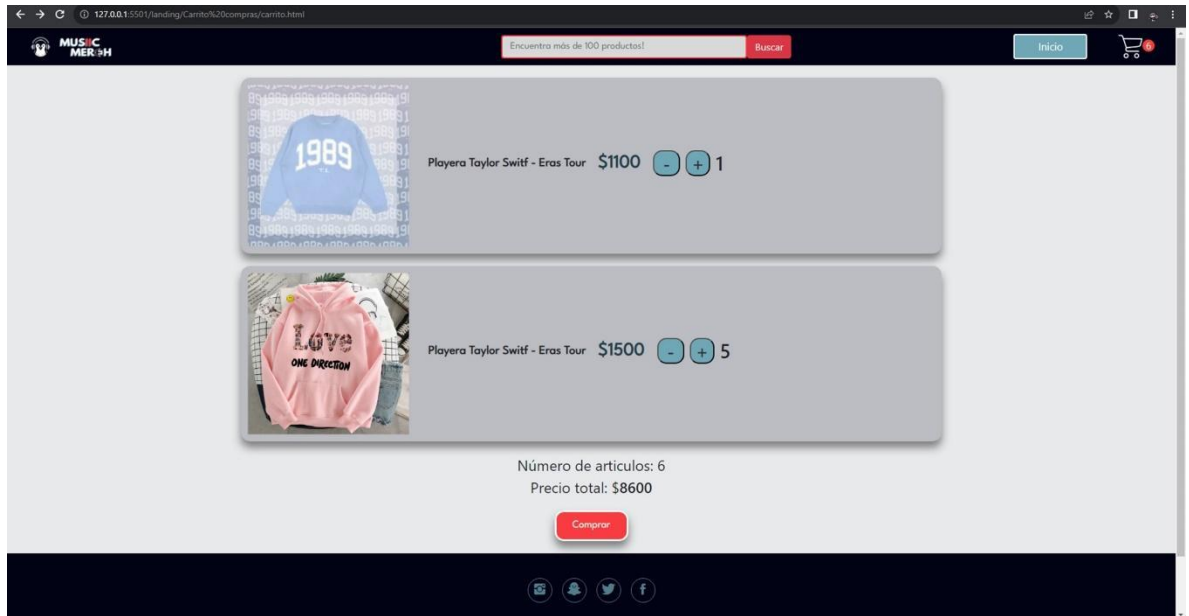 127.0.0.1:5501/landing/Carrito%20compras/carrito.html
MUSIIC
MERCH
Encuentra más de 100 productos!
Buscar
Inicio
6
1989
Playera Taylor Switf - Eras Tour $1100 - + 1
Love
ONE DIRECTION
Playera Taylor Switf - Eras Tour $1500 - + 5
Número de articulos: 6
Precio total: $8600
Comprar